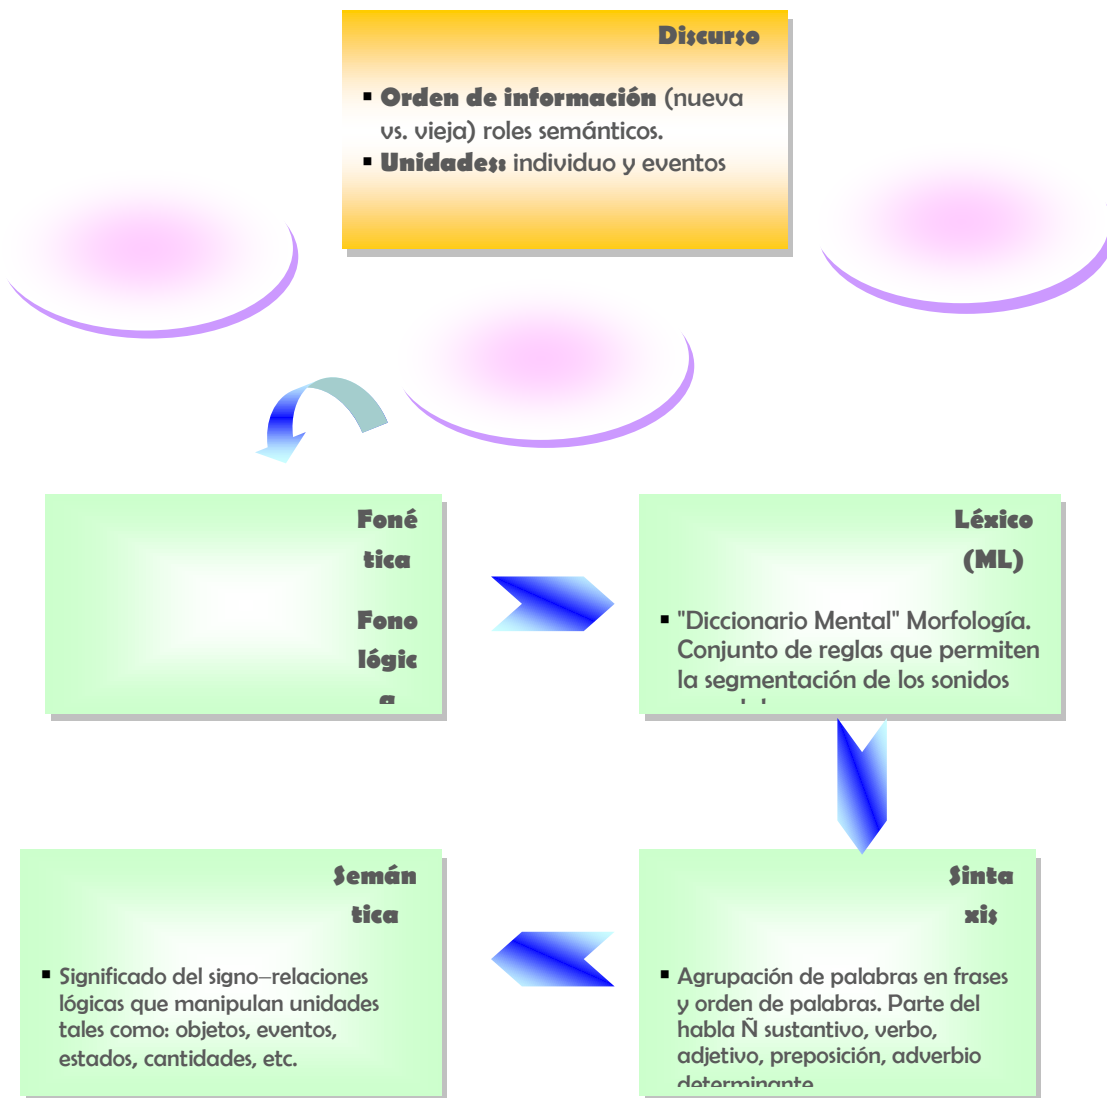 Discurso
▪ Orden de información (nueva
vs. vieja) roles semánticos.
▪ Unidades: individuo y eventos
Foné
tica
Fono
lógic
a
Léxico
(ML)
▪ "Diccionario Mental" Morfología.
Conjunto de reglas que permiten
la segmentación de los sonidos
Semán
tica
▪ Significado del signo–relaciones
lógicas que manipulan unidades
tales como: objetos, eventos,
estados, cantidades, etc.
Sinta
xis
▪ Agrupación de palabras en frases
y orden de palabras. Parte del
habla Ñ sustantivo, verbo,
adjetivo, preposición, adverbio
determinante